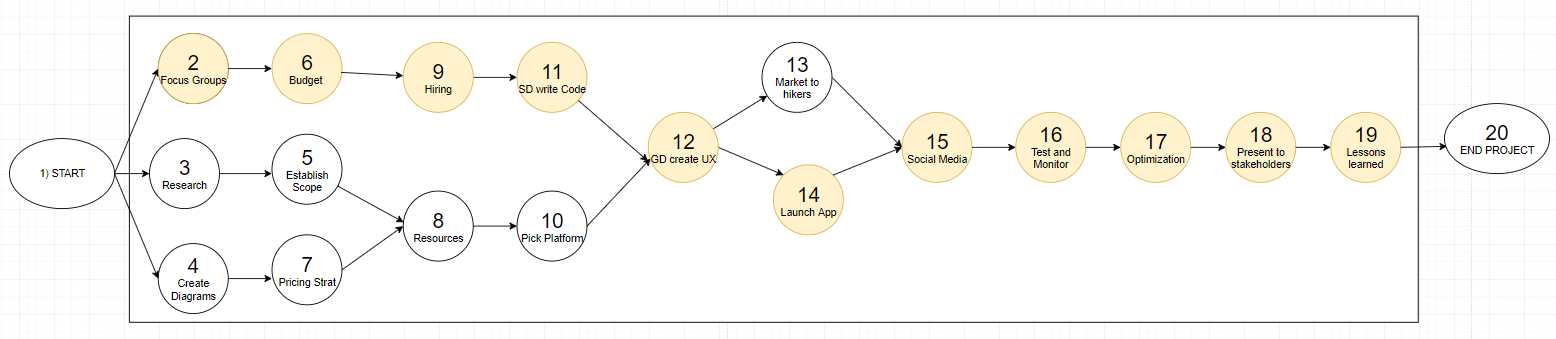 1) START
2
Focus Groups
6
Budget
9
Hiring
11
SD write Code
3
Research
5
Establish
Scope
4
Create
Diagrams
7
Pricing Strat
8
Resources
10
Pick Platform
12
GD create UX
13
Market to
hikers
14
Launch App
15
Social Media
16
Test and
Monitor
17
Optimization
18
Present to
stakeholders
19
Lessons
learned
20
END PROJECT